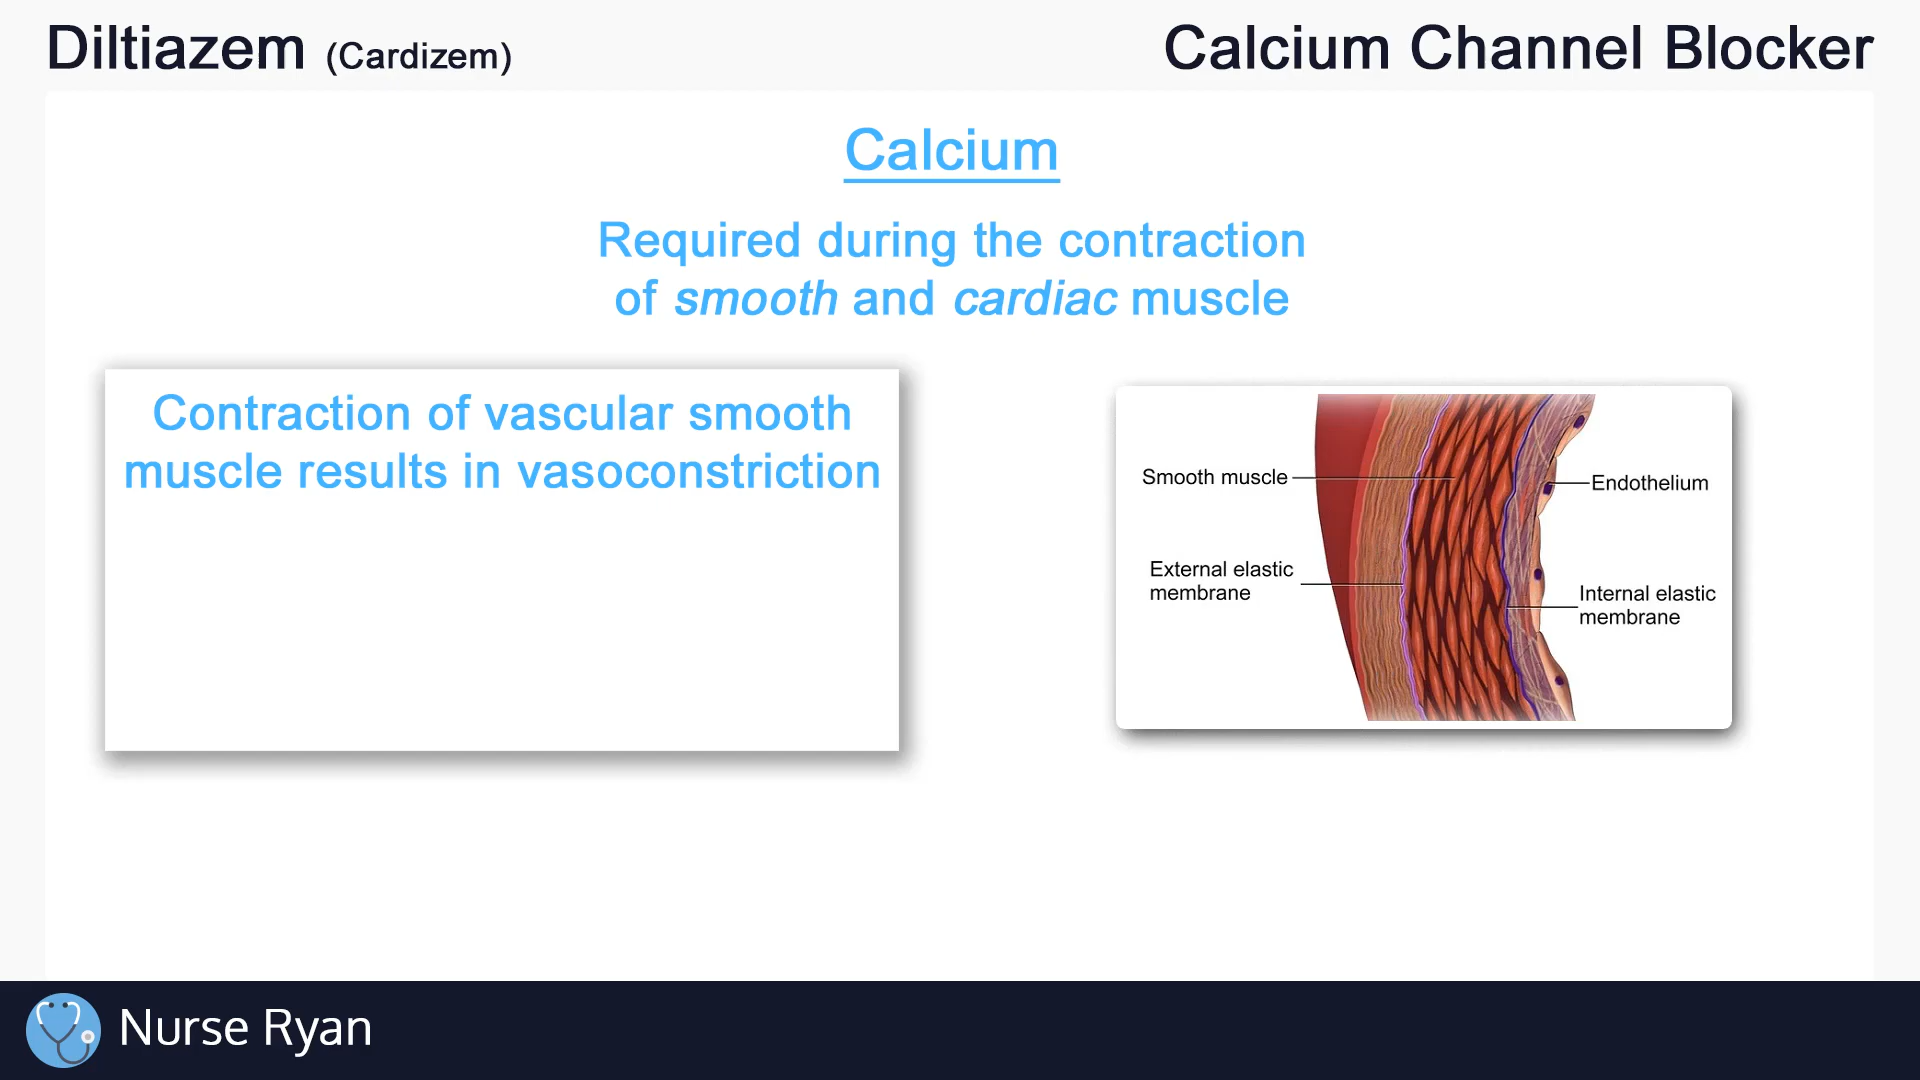 Diltiazem (Cardizem)
Calcium Channel Blocker
Calcium
Required during the contraction
of smooth and cardiac muscle
Contraction of vascular smooth
muscle results in vasoconstriction
Smooth muscle
External elastic
membrane
Endothelium
Internal elastic
membrane
Nurse Ryan